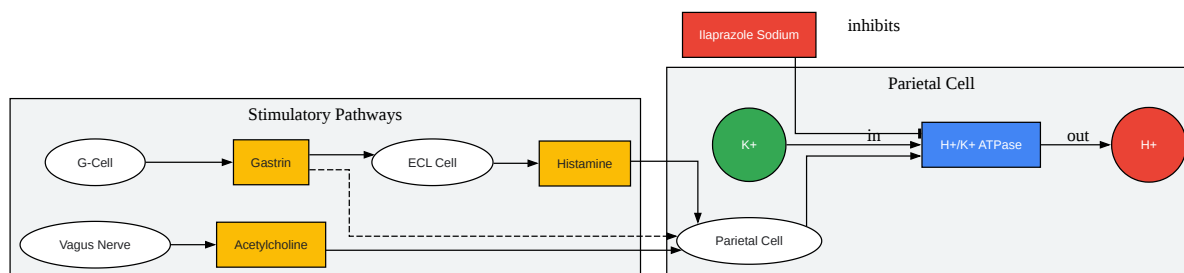 Ilaprazole Sodium
inhibits
Parietal Cell
Stimulatory Pathways
G-Cell
Gastrin
ECL Cell
Histamine
K+
in
H+/K+ ATPase
out
H+
Vagus Nerve
Acetylcholine
Parietal Cell